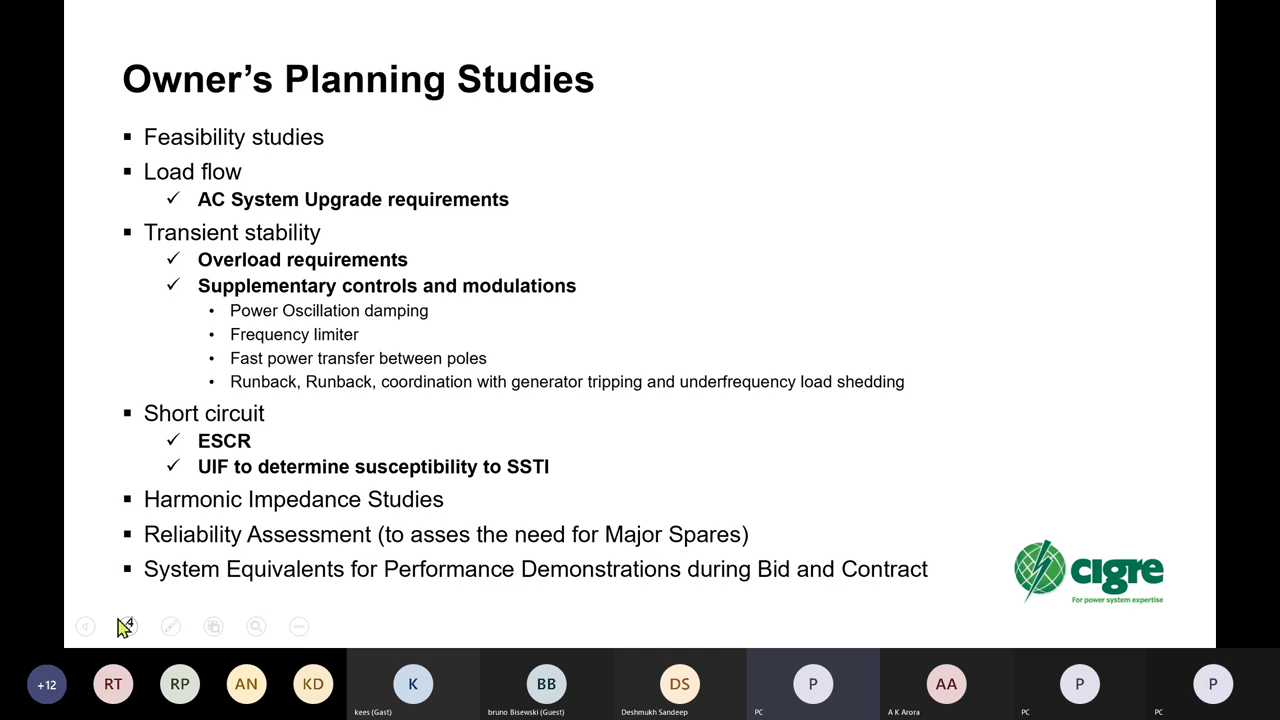 Owner's Planning Studies
▪ Feasibility studies
▪ Load flow
✓ AC System Upgrade requirements
▪ Transient stability
✓ Overload requirements
✓ Supplementary controls and modulations
• Power Oscillation damping
• Frequency limiter
• Fast power transfer between poles
• Runback, Runback, coordination with generator tripping and underfrequency load shedding
▪ Short circuit
✓ ESCR
✓ UIF to determine susceptibility to SSTI
▪ Harmonic Impedance Studies
▪ Reliability Assessment (to asses the need for Major Spares)
▪ System Equivalents for Performance Demonstrations during Bid and Contract
cigre
For power system expertise
4
+12 RT RP AN KD K BB DS P AA P P
kees (Gast) bruno Bisewski (Guest) Deshmukh Sandeep PC A K Arora PC PC